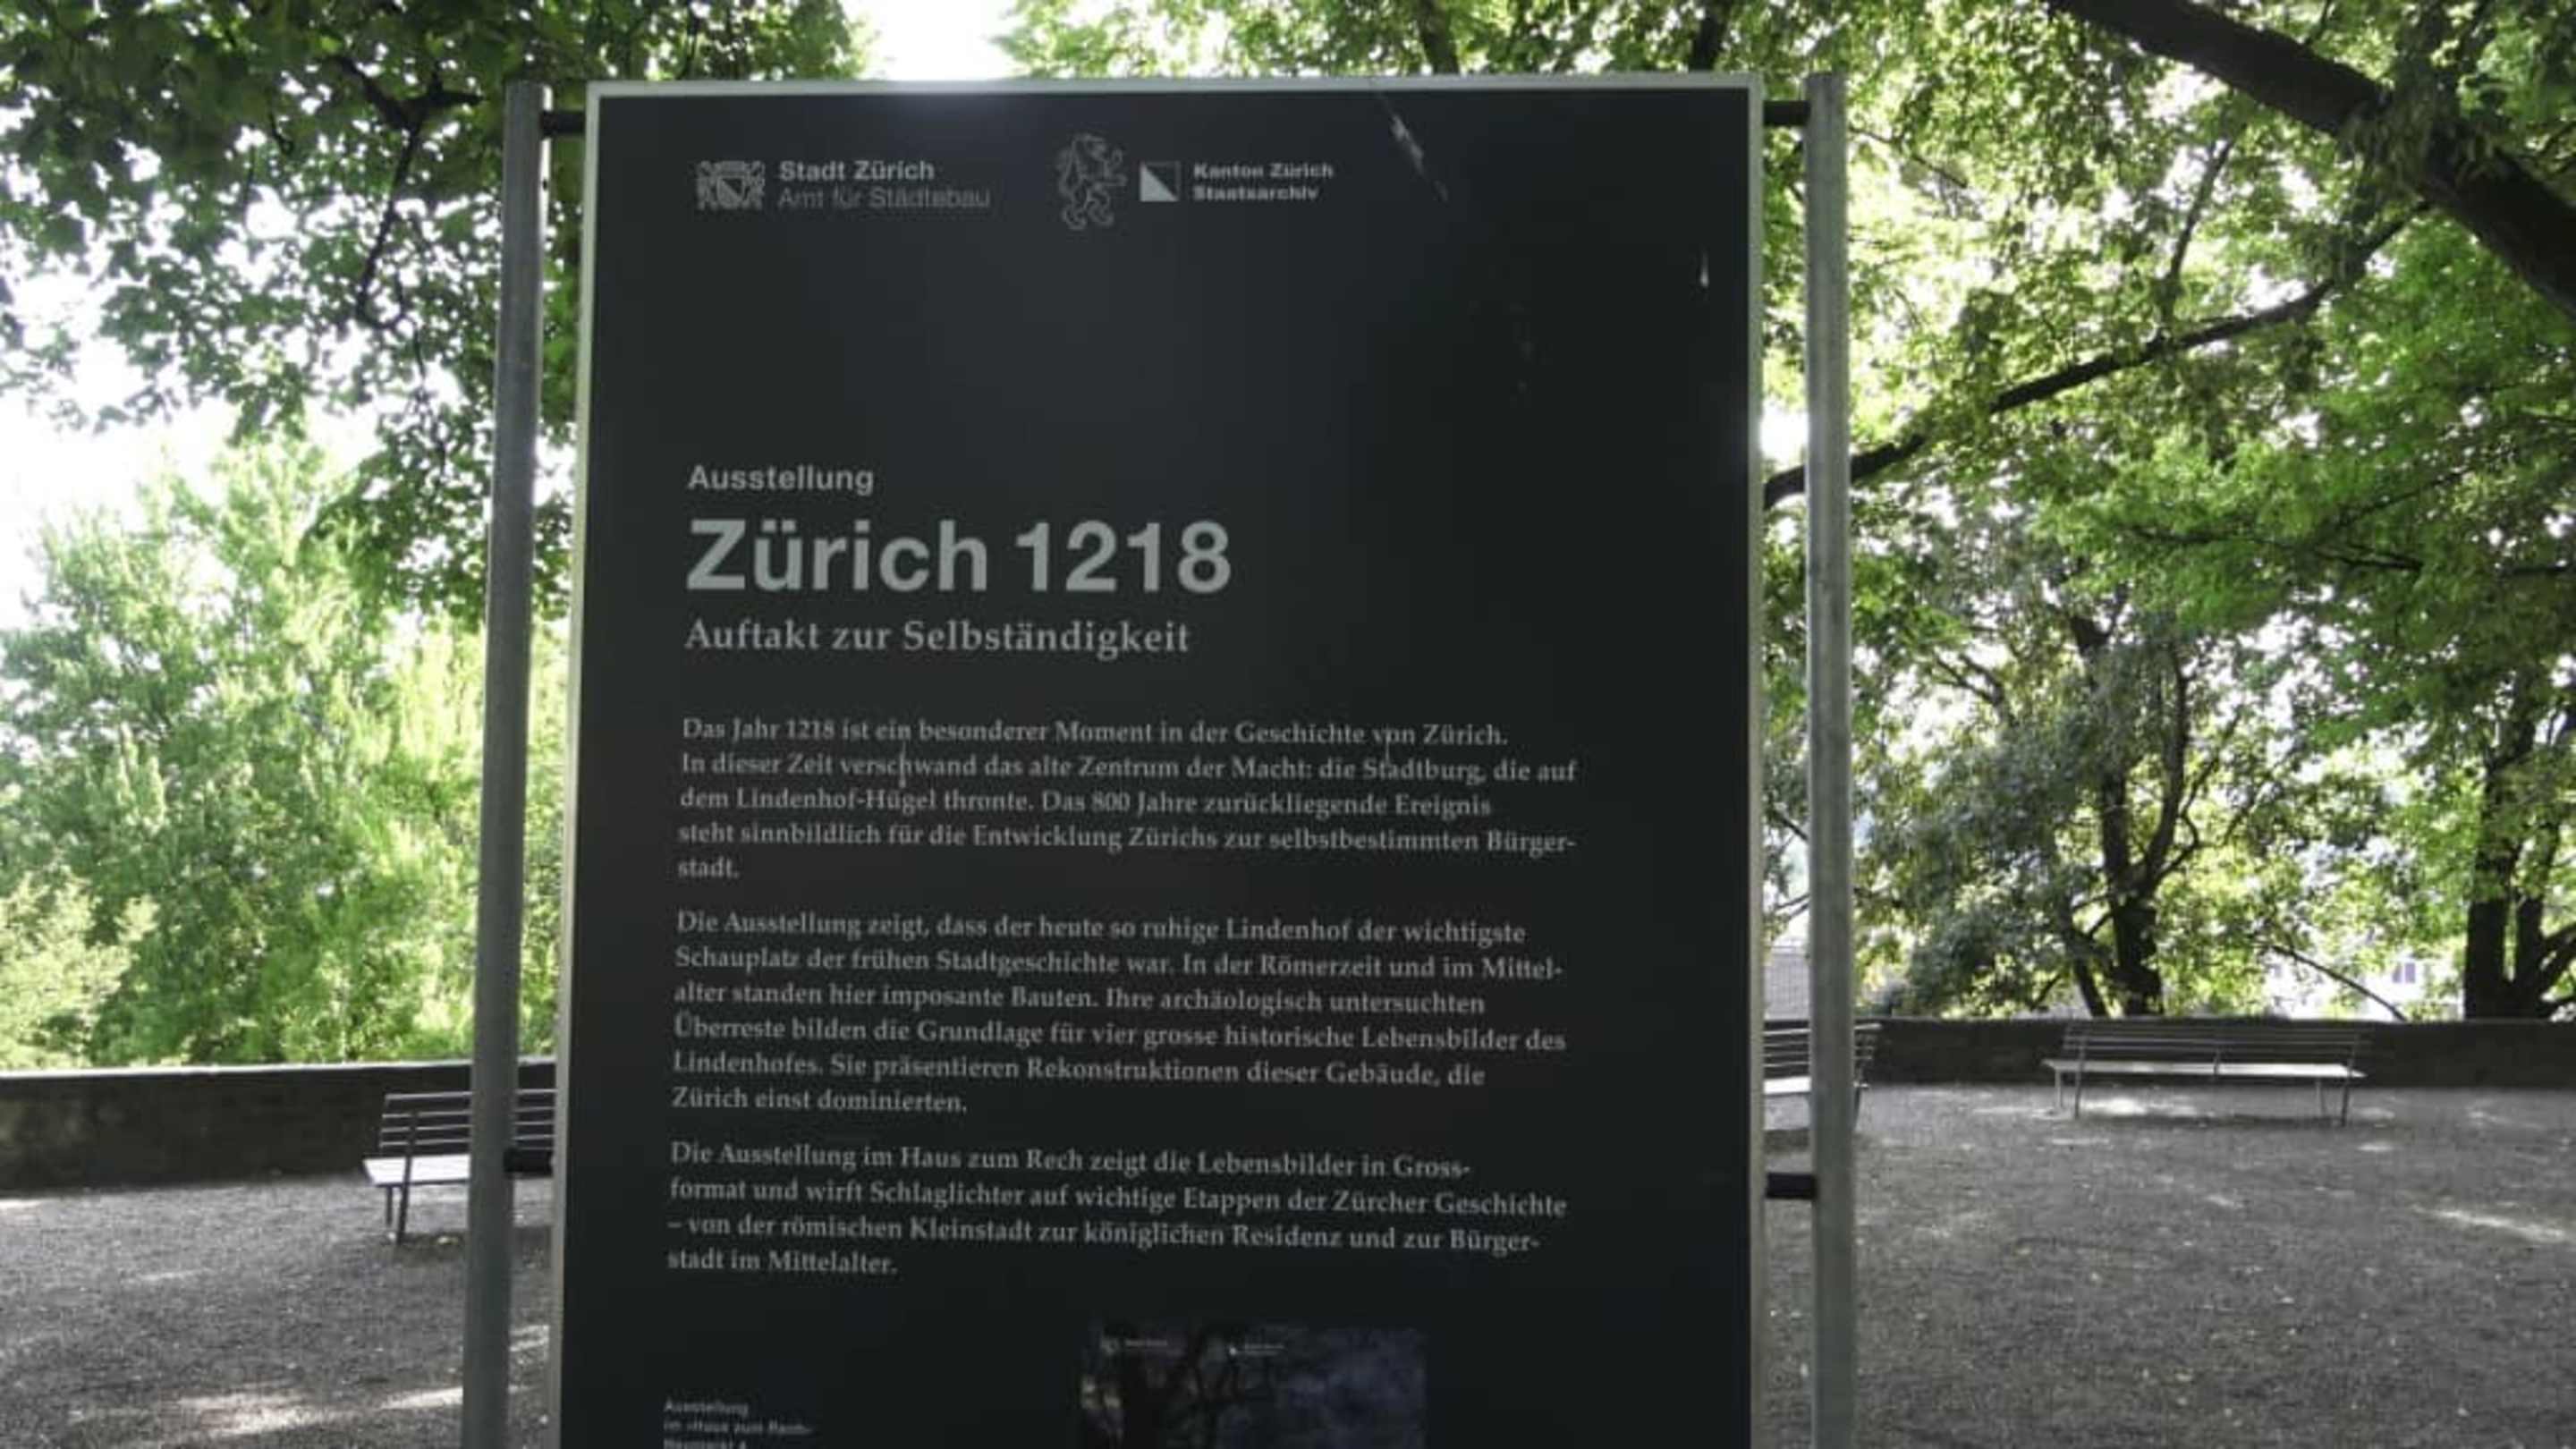 Stadt Zürich
Amt für Städtebau
Kanton Zürich
Staatsarchiv
Ausstellung
Zürich 1218
Auftakt zur Selbständigkeit
Das Jahr 1218 ist ein besonderer Moment in der Geschichte von Zürich.
In dieser Zeit verschwand das alte Zentrum der Macht: die Stadtburg, die auf
dem Lindenhof-Hügel thronte. Das 800 Jahre zurückliegende Ereignis
steht sinnbildlich für die Entwicklung Zürichs zur selbstbestimmten Bürger-
stadt.
Die Ausstellung zeigt, dass der heute so ruhige Lindenhof der wichtigste
Schauplatz der frühen Stadtgeschichte war. In der Römerzeit und im Mittel-
alter standen hier imposante Bauten. Ihre archäologisch untersuchten
Überreste bilden die Grundlage für vier grosse historische Lebensbilder des
Lindenhofes. Sie präsentieren Rekonstruktionen dieser Gebäude, die
Zürich einst dominierten.
Die Ausstellung im Haus zum Rech zeigt die Lebensbilder in Gross-
format und wirft Schlaglichter auf wichtige Etappen der Zürcher Geschichte
– von der römischen Kleinstadt zur königlichen Residenz und zur Bürger-
stadt im Mittelalter.
Ausstellung
im «Haus zum Rech»